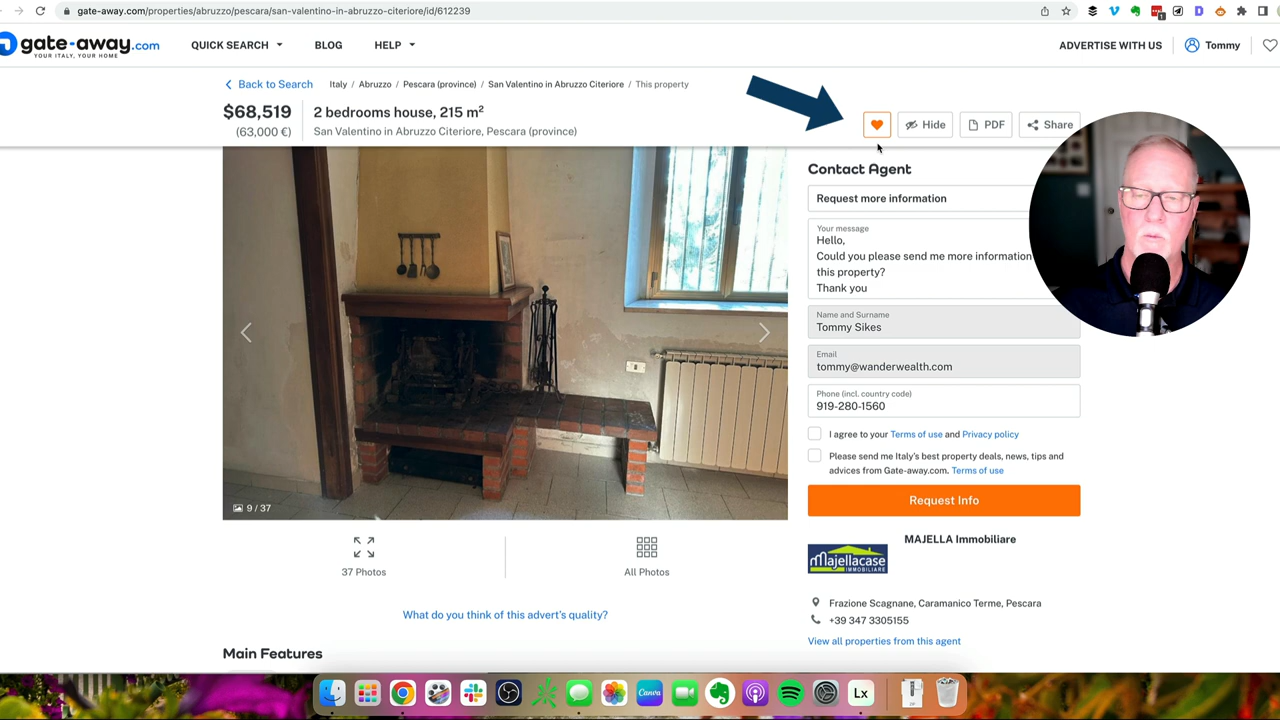 gate-away.com/properties/abruzzo/pescara/san-valentino-in-abruzzo-citeriore/id/612239
gate-away.com
YOUR ITALY, YOUR HOME
QUICK SEARCH
BLOG
HELP
ADVERTISE WITH US
Tommy
Back to Search
Italy / Abruzzo / Pescara (province) / San Valentino in Abruzzo Citeriore / This property
$68,519
(63,000 €)
2 bedrooms house, 215 m²
San Valentino in Abruzzo Citeriore, Pescara (province)
Hide
PDF
Share
9 / 37
37 Photos
All Photos
What do you think of this advert's quality?
Main Features
Contact Agent
Request more information
Your message
Hello,
Could you please send me more information
this property?
Thank you
Name and Surname
Tommy Sikes
Email
tommy@wanderwealth.com
Phone (incl. country code)
919-280-1560
I agree to your Terms of use and Privacy policy
Please send me Italy's best property deals, news, tips and
advices from Gate-away.com. Terms of use
Request Info
Majellacase
IMMOBILIARE
MAJELLA Immobiliare
Frazione Scagnane, Caramanico Terme, Pescara
+39 347 3305155
View all properties from this agent
Canva
Lx